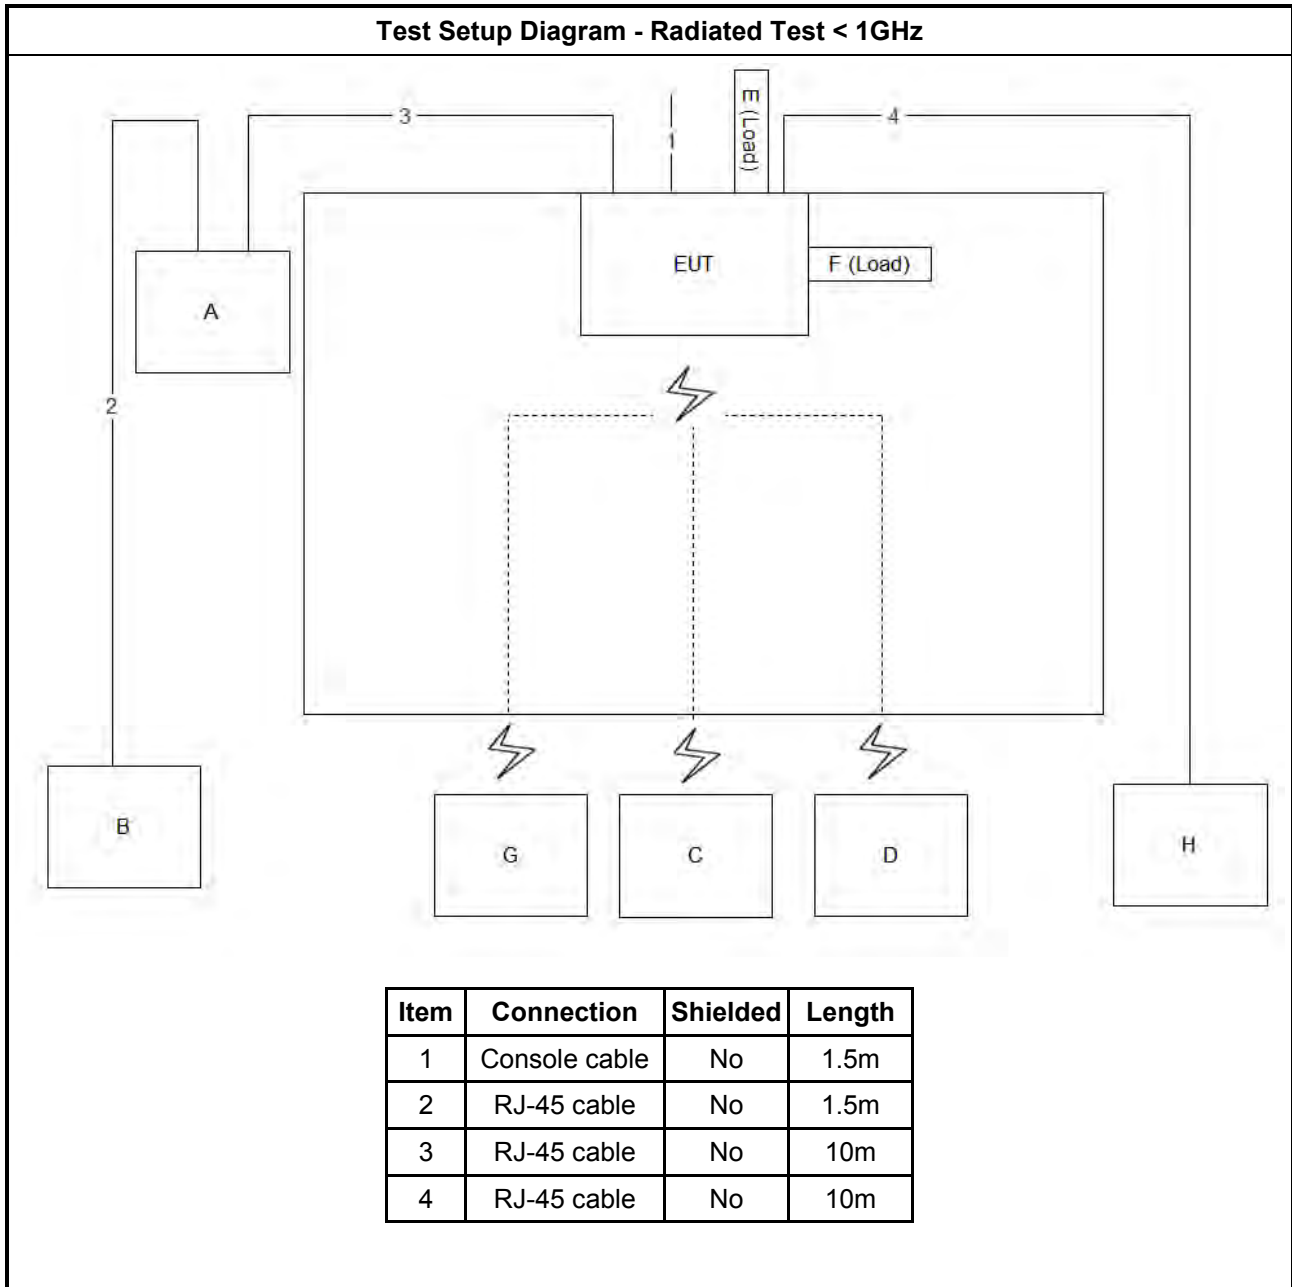 Test Setup Diagram - Radiated Test < 1GHz
3
1
E (Load)
4
EUT
F (Load)
A
2
B
G
C
D
H
Item Connection Shielded Length
1 Console cable No 1.5m
2 RJ-45 cable No 1.5m
3 RJ-45 cable No 10m
4 RJ-45 cable No 10m